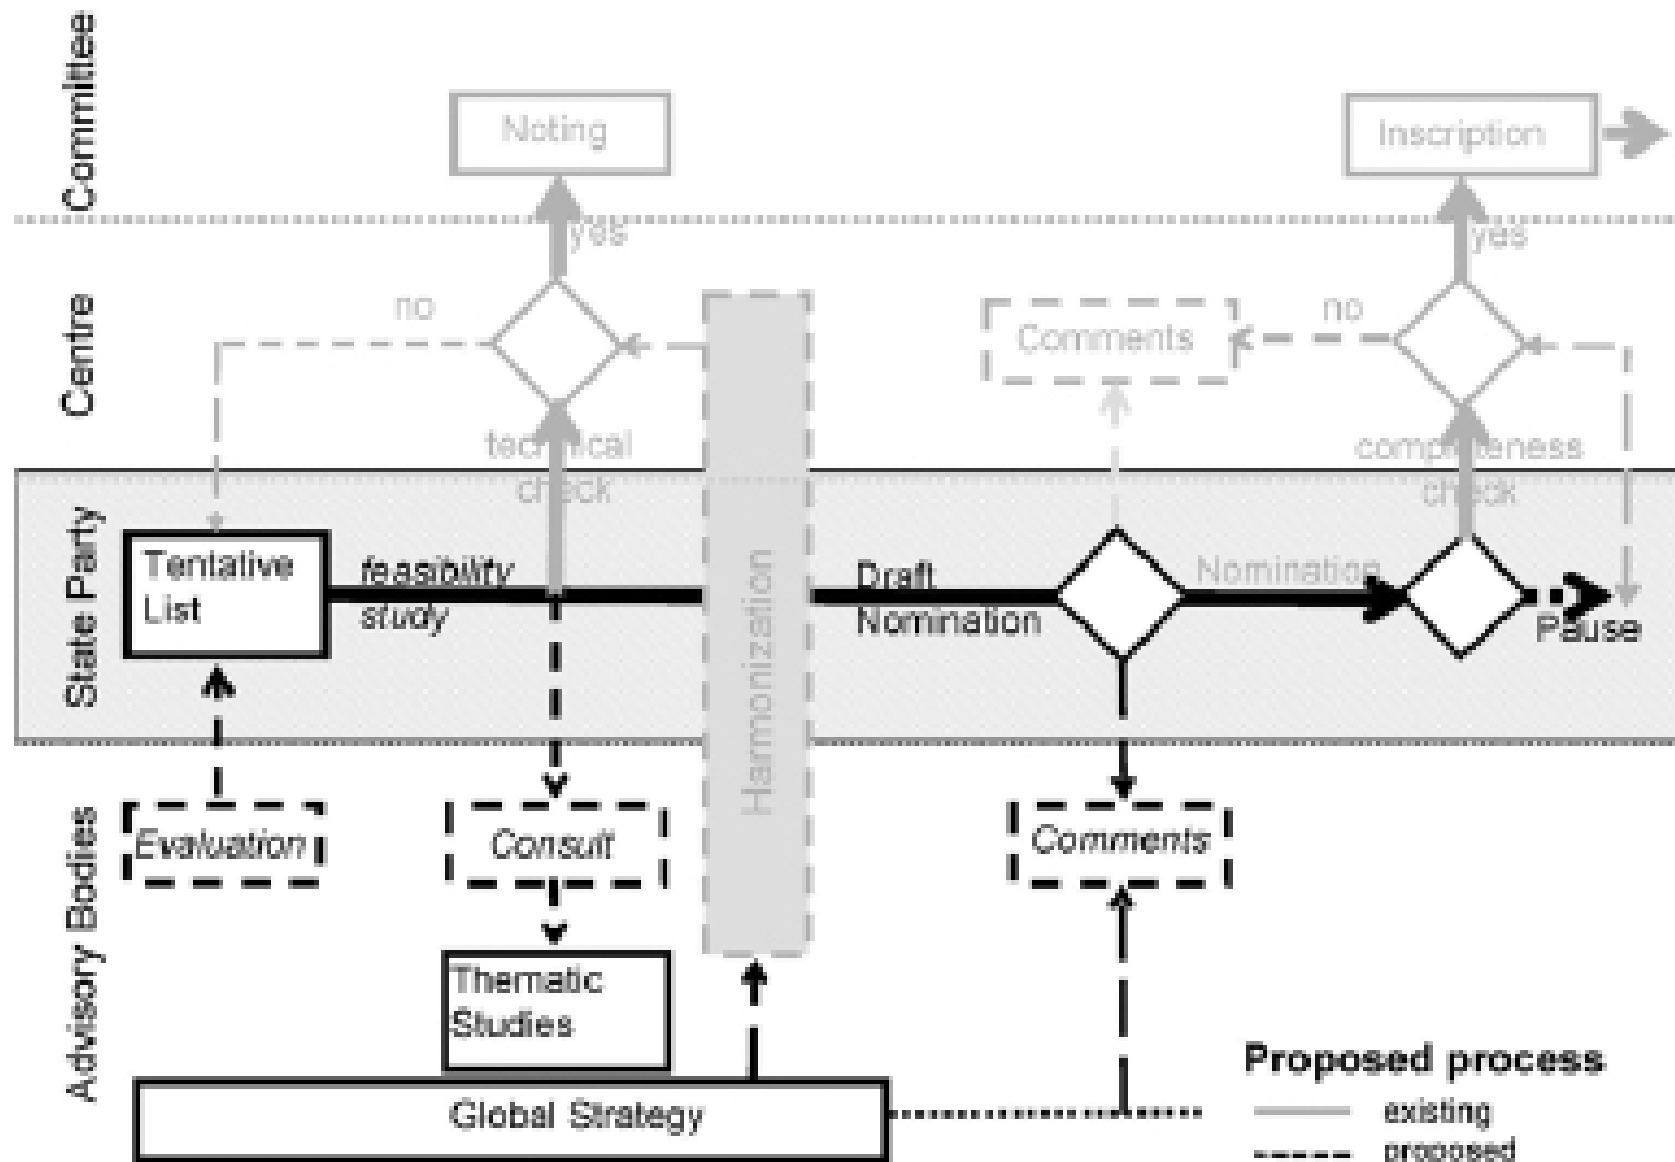 Committee
Noting
Inscription
yes
yes
Centre
no
Comments
no
technical
check
completeness
check
State Party
Tentative
List
feasibility
study
Harmonization
Draft
Nomination
Nomination
Pause
Advisory Bodies
Evaluation
Consult
Comments
Thematic
Studies
Global Strategy
Proposed process
existing
proposed